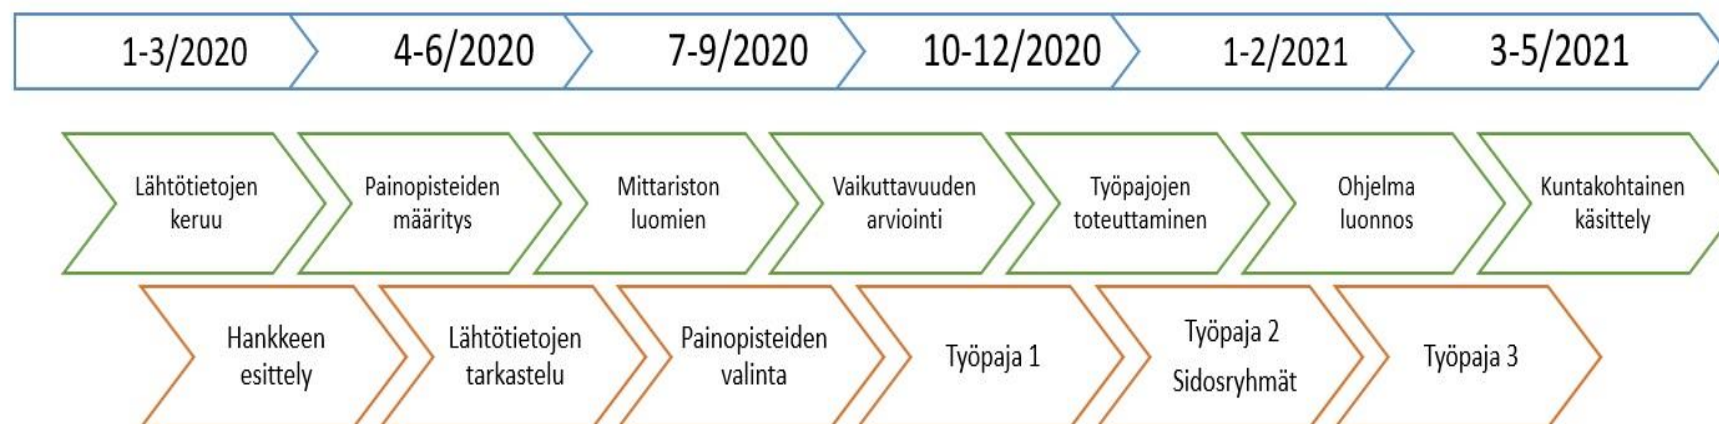 1-3/2020
4-6/2020
7-9/2020
10-12/2020
1-2/2021
3-5/2021
Lähtötietojen
keruu
Painopisteiden
määritys
Mittariston
luomien
Vaikuttavuuden
arviointi
Työpajojen
toteuttaminen
Ohjelma
luonnos
Kuntakohtainen
käsittely
Hankkeen
esittely
Lähtötietojen
tarkastelu
Painopisteiden
valinta
Työpaja 1
Työpaja 2
Sidosryhmät
Työpaja 3